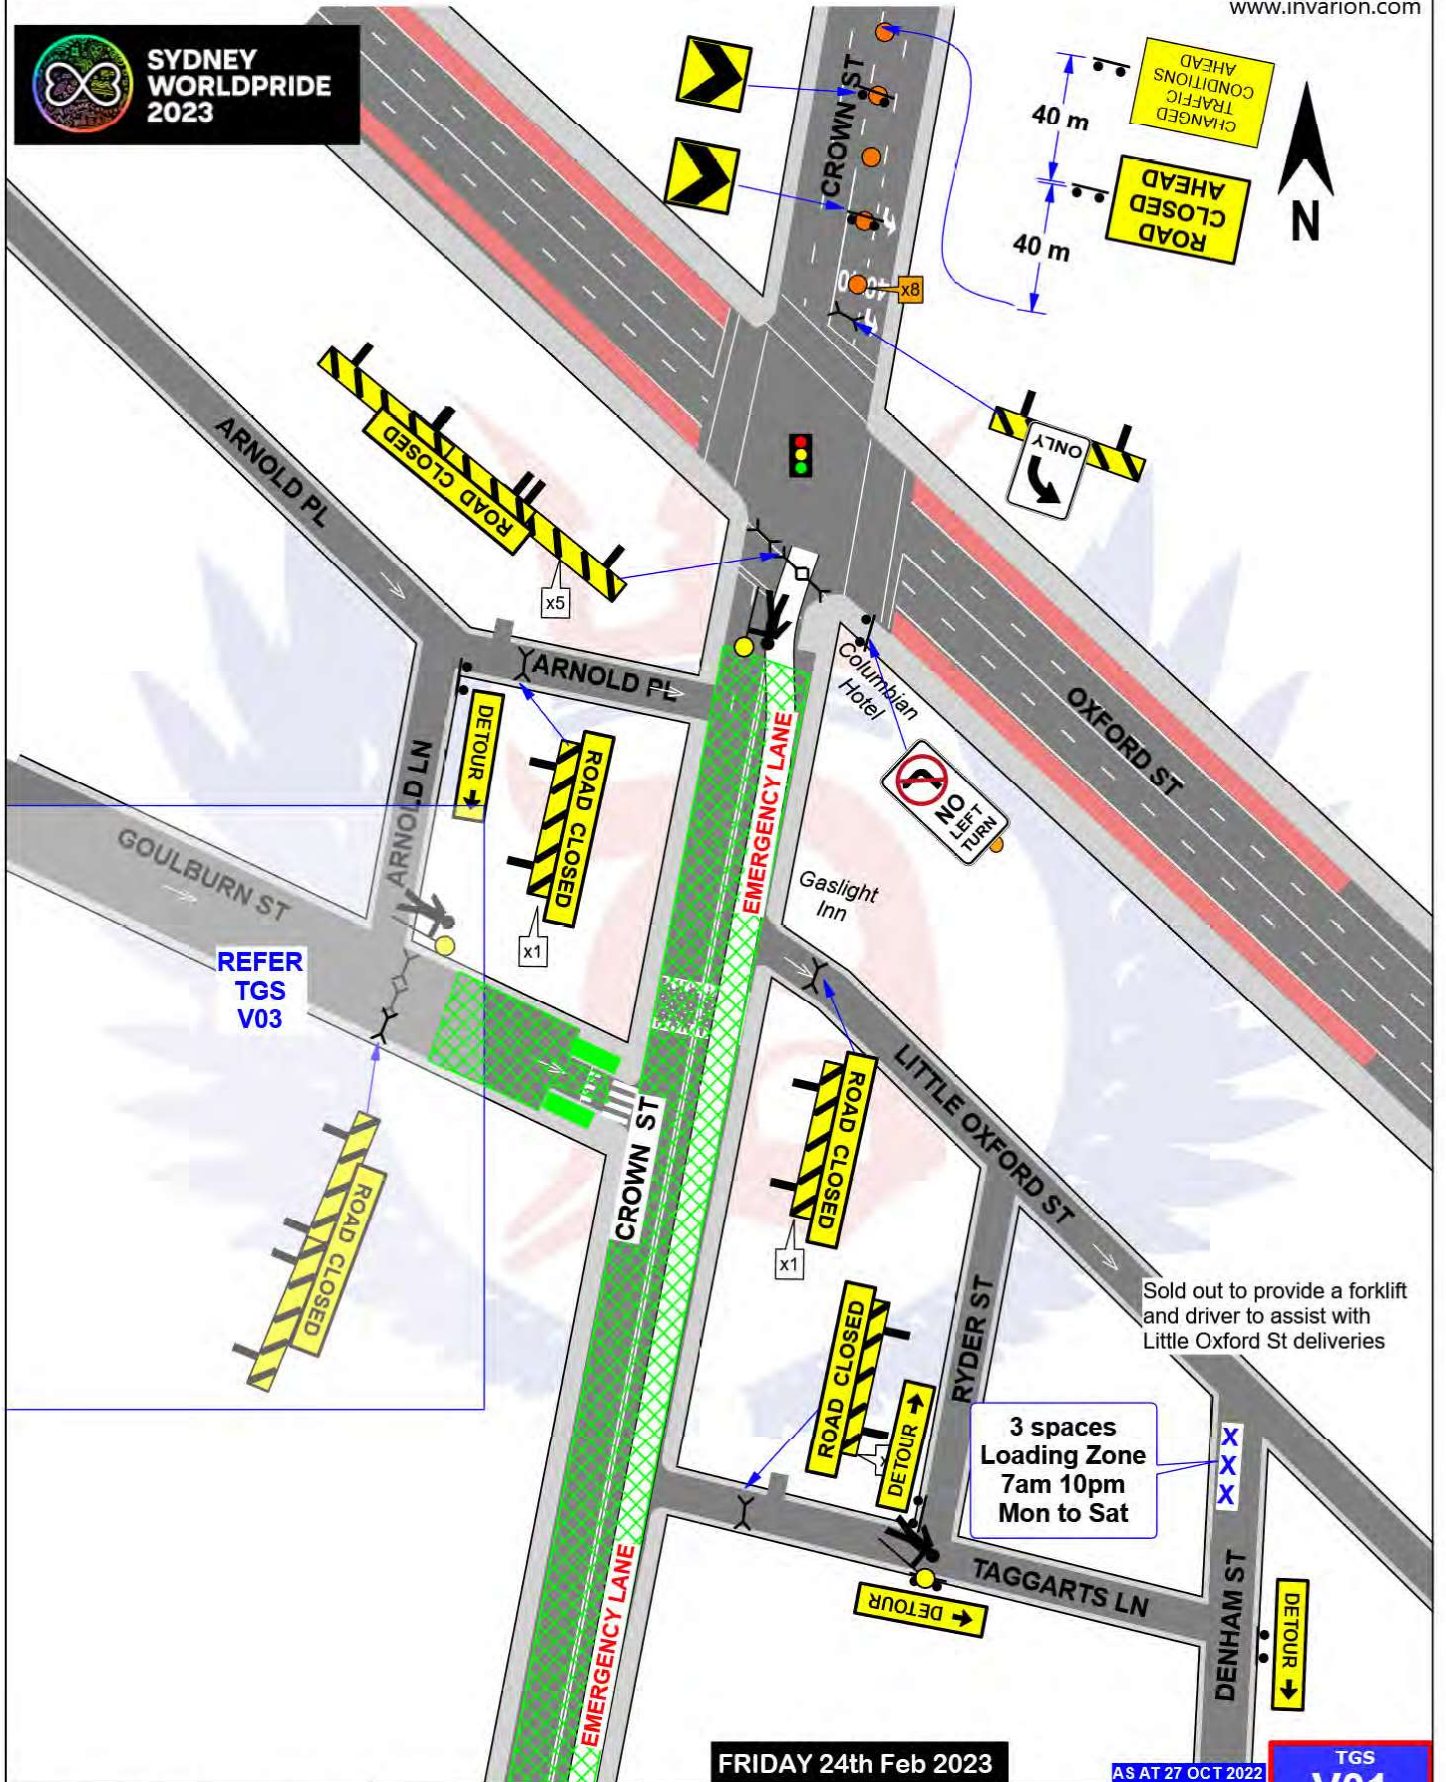 www.invarion.com
SYDNEY
WORLDPRIDE
2023
CROWN ST
40 m
CHANGED
TRAFFIC
CONDITIONS
AHEAD
40 m
ROAD
CLOSED
AHEAD
N
x8
40
ONLY
ARNOLD PL
ROAD CLOSED
x5
ARNOLD PL
Columbian
Hotel
OXFORD ST
NO
LEFT
TURN
DETOUR
ROAD CLOSED
x1
ARNOLD LN
EMERGENCY LANE
GOULBURN ST
Gaslight
Inn
REFER
TGS
V03
CROWN ST
ROAD CLOSED
x1
LITTLE OXFORD ST
ROAD CLOSED
ROAD CLOSED
DETOUR
RYDER ST
Sold out to provide a forklift
and driver to assist with
Little Oxford St deliveries
3 spaces
Loading Zone
7am 10pm
Mon to Sat
X
X
X
TAGGARTS LN
DETOUR
DENHAM ST
DETOUR
EMERGENCY LANE
FRIDAY 24th Feb 2023
AS AT 27 OCT 2022
TGS